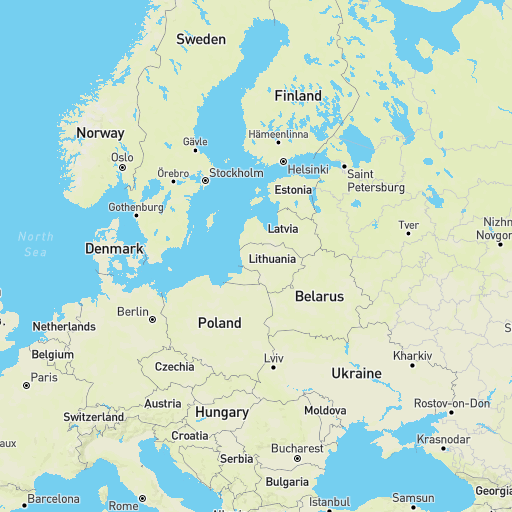 Sweden
Finland
Norway
Hämeenlinna
Gävle
Oslo
Helsinki
Saint
Petersburg
Örebro
Stockholm
Estonia
Gothenburg
Latvia
Tver
Nizhn
Novgor
North
Sea
Denmark
Lithuania
Belarus
Berlin
Poland
Netherlands
Belgium
Lviv
Kharkiv
Czechia
Ukraine
Paris
Austria
Hungary
Moldova
Rostov-on-Don
Switzerland
Croatia
Krasnodar
aux
Serbia
Bucharest
Bulgaria
Georgia
Barcelona
Rome
Istanbul
Samsun